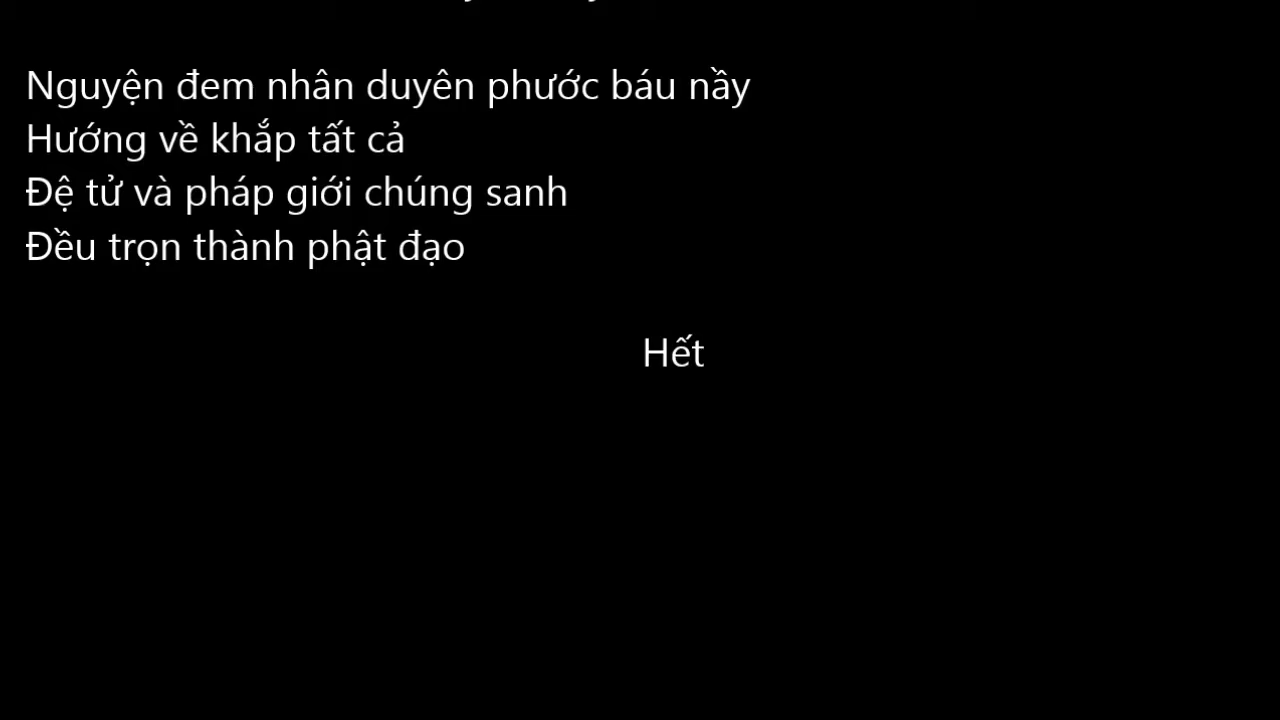 Nguyện đem nhân duyên phước báu nầy
Hướng về khắp tất cả
Đệ tử và pháp giới chúng sanh
Đều trọn thành phật đạo
Hết